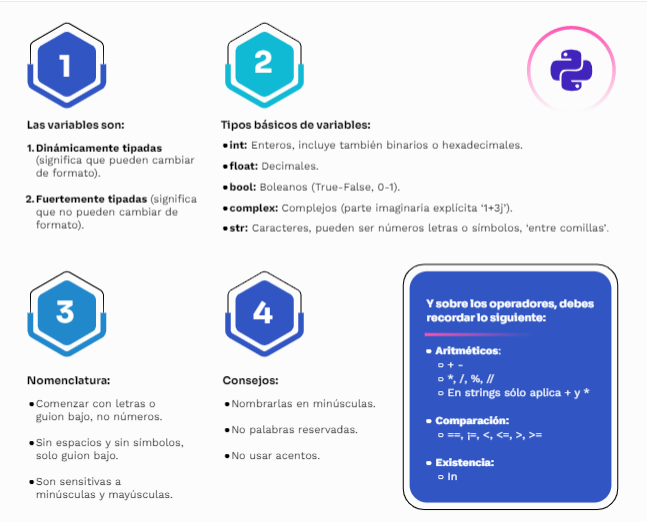 1
Las variables son:
1. Dinámicamente tipadas
(significa que pueden cambiar
de formato).
2. Fuertemente tipadas (significa
que no pueden cambiar de
formato).
2
Tipos básicos de variables:
• int: Enteros, incluye también binarios o hexadecimales.
• float: Decimales.
• bool: Boleanos (True-False, 0-1).
• complex: Complejos (parte imaginaria explícita ‘1+3j’).
• str: Caracteres, pueden ser números letras o símbolos, ‘entre comillas’.
3
Nomenclatura:
• Comenzar con letras o
guion bajo, no números.
• Sin espacios y sin símbolos,
solo guion bajo.
• Son sensitivas a
minúsculas y mayúsculas.
4
Consejos:
• Nombrarlas en minúsculas.
• No palabras reservadas.
• No usar acentos.
Y sobre los operadores, debes
recordar lo siguiente:
• Aritméticos:
o + -
o *, /, %, //
o En strings sólo aplica + y *
• Comparación:
o ==, ¡=, <, <=, >, >=
• Existencia:
o In